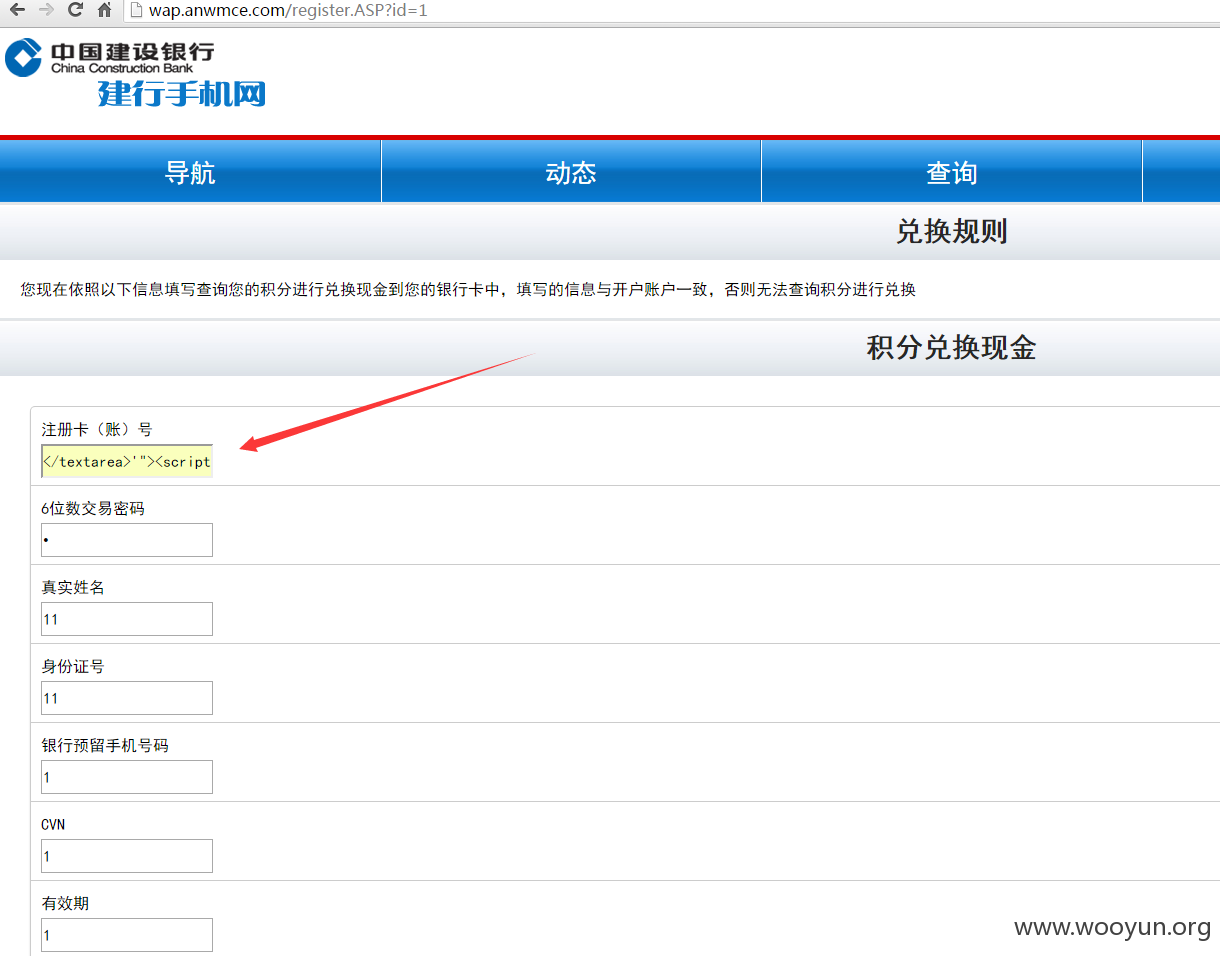 wap.anwmce.com/register.ASP?id=1
中国建设银行
China Construction Bank
建行手机网
导航
动态
查询
兑换规则
您现在依照以下信息填写查询您的积分进行兑换现金到您的银行卡中，填写的信息与开户账户一致，否则无法查询积分进行兑换
积分兑换现金
注册卡（账）号
</textarea>'"><script
6位数交易密码
•
真实姓名
11
身份证号
11
银行预留手机号码
1
CVN
1
有效期
1
www.wooyun.org